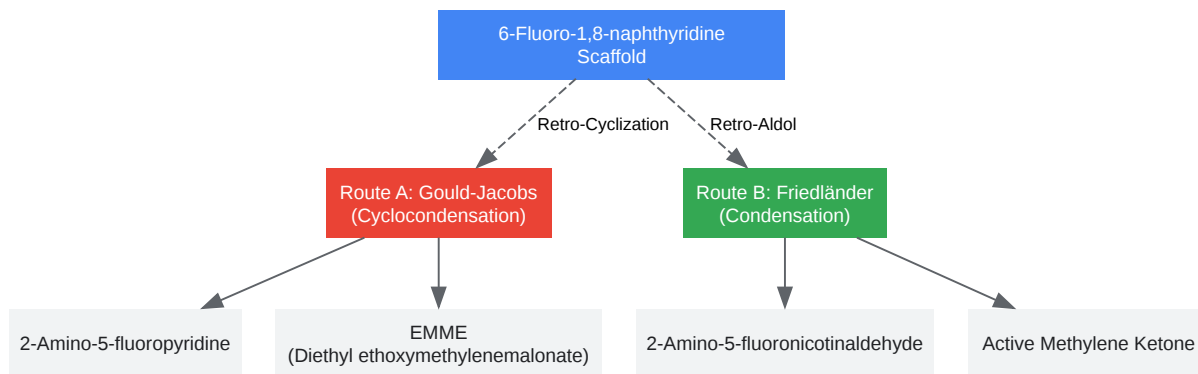 6-Fluoro-1,8-naphthyridine
Scaffold
Retro-Cyclization
Retro-Aldol
Route A: Gould-Jacobs
(Cyclocondensation)
Route B: Friedländer
(Condensation)
2-Amino-5-fluoropyridine
EMME
(Diethyl ethoxymethylenemalonate)
2-Amino-5-fluoronicotinaldehyde
Active Methylene Ketone